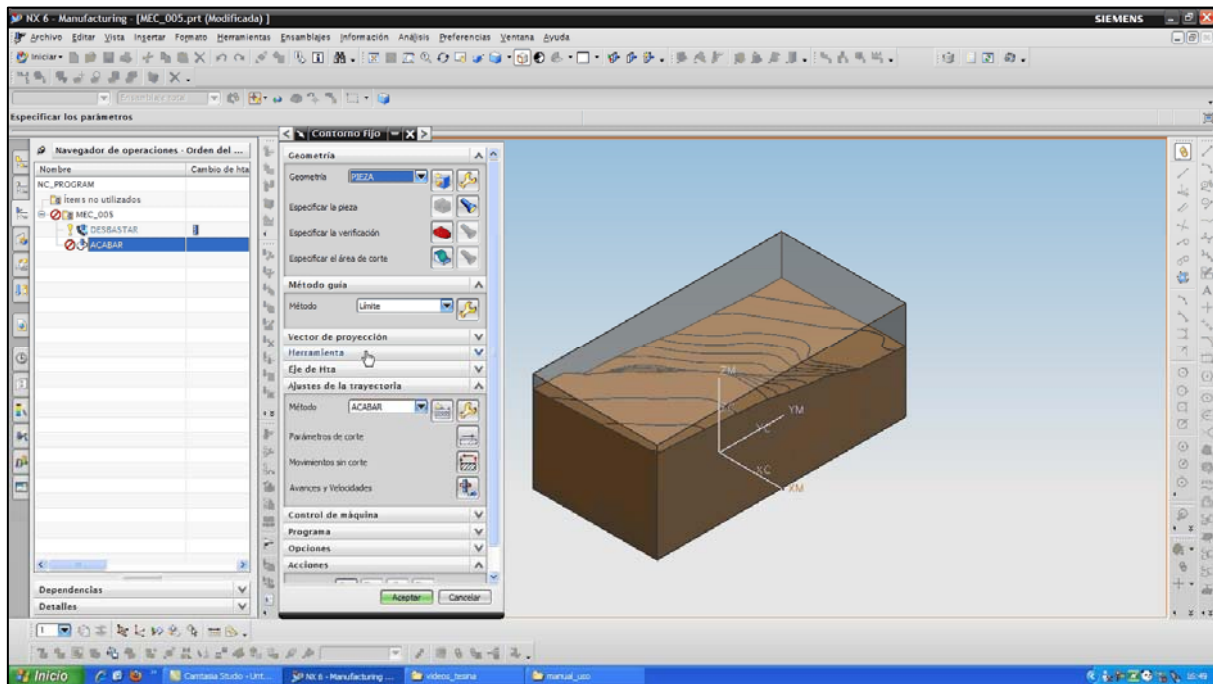 NX 6 - Manufacturing - [MEC_005.prt (Modificada) ]
SIEMENS
Archivo Editar Vista Insertar Formato Herramientas Ensamblajes Información Análisis Preferencias Ventana Ayuda
Iniciar
Especificar los parámetros
Navegador de operaciones - Orden del ...
Nombre
Cambio de hta
NC_PROGRAM
Ítems no utilizados
MEC_005
DESBASTAR
ACABAR
Dependencias
Detalles
Contorno Fijo
Geometría
Geometría PIEZA
Especificar la pieza
Especificar la verificación
Especificar el área de corte
Método guía
Método Límite
Vector de proyección
Herramienta
Eje de Hta
Ajustes de la trayectoria
Método ACABAR
Parámetros de corte
Movimientos sin corte
Avances y Velocidades
Control de máquina
Programa
Opciones
Acciones
Aceptar Cancelar
ZM
ZC
YM
YC
XC
XM
1
Inicio
Camtasia Studio - Unt...
NX 6 - Manufacturing ...
videos_tesina
manual_uso